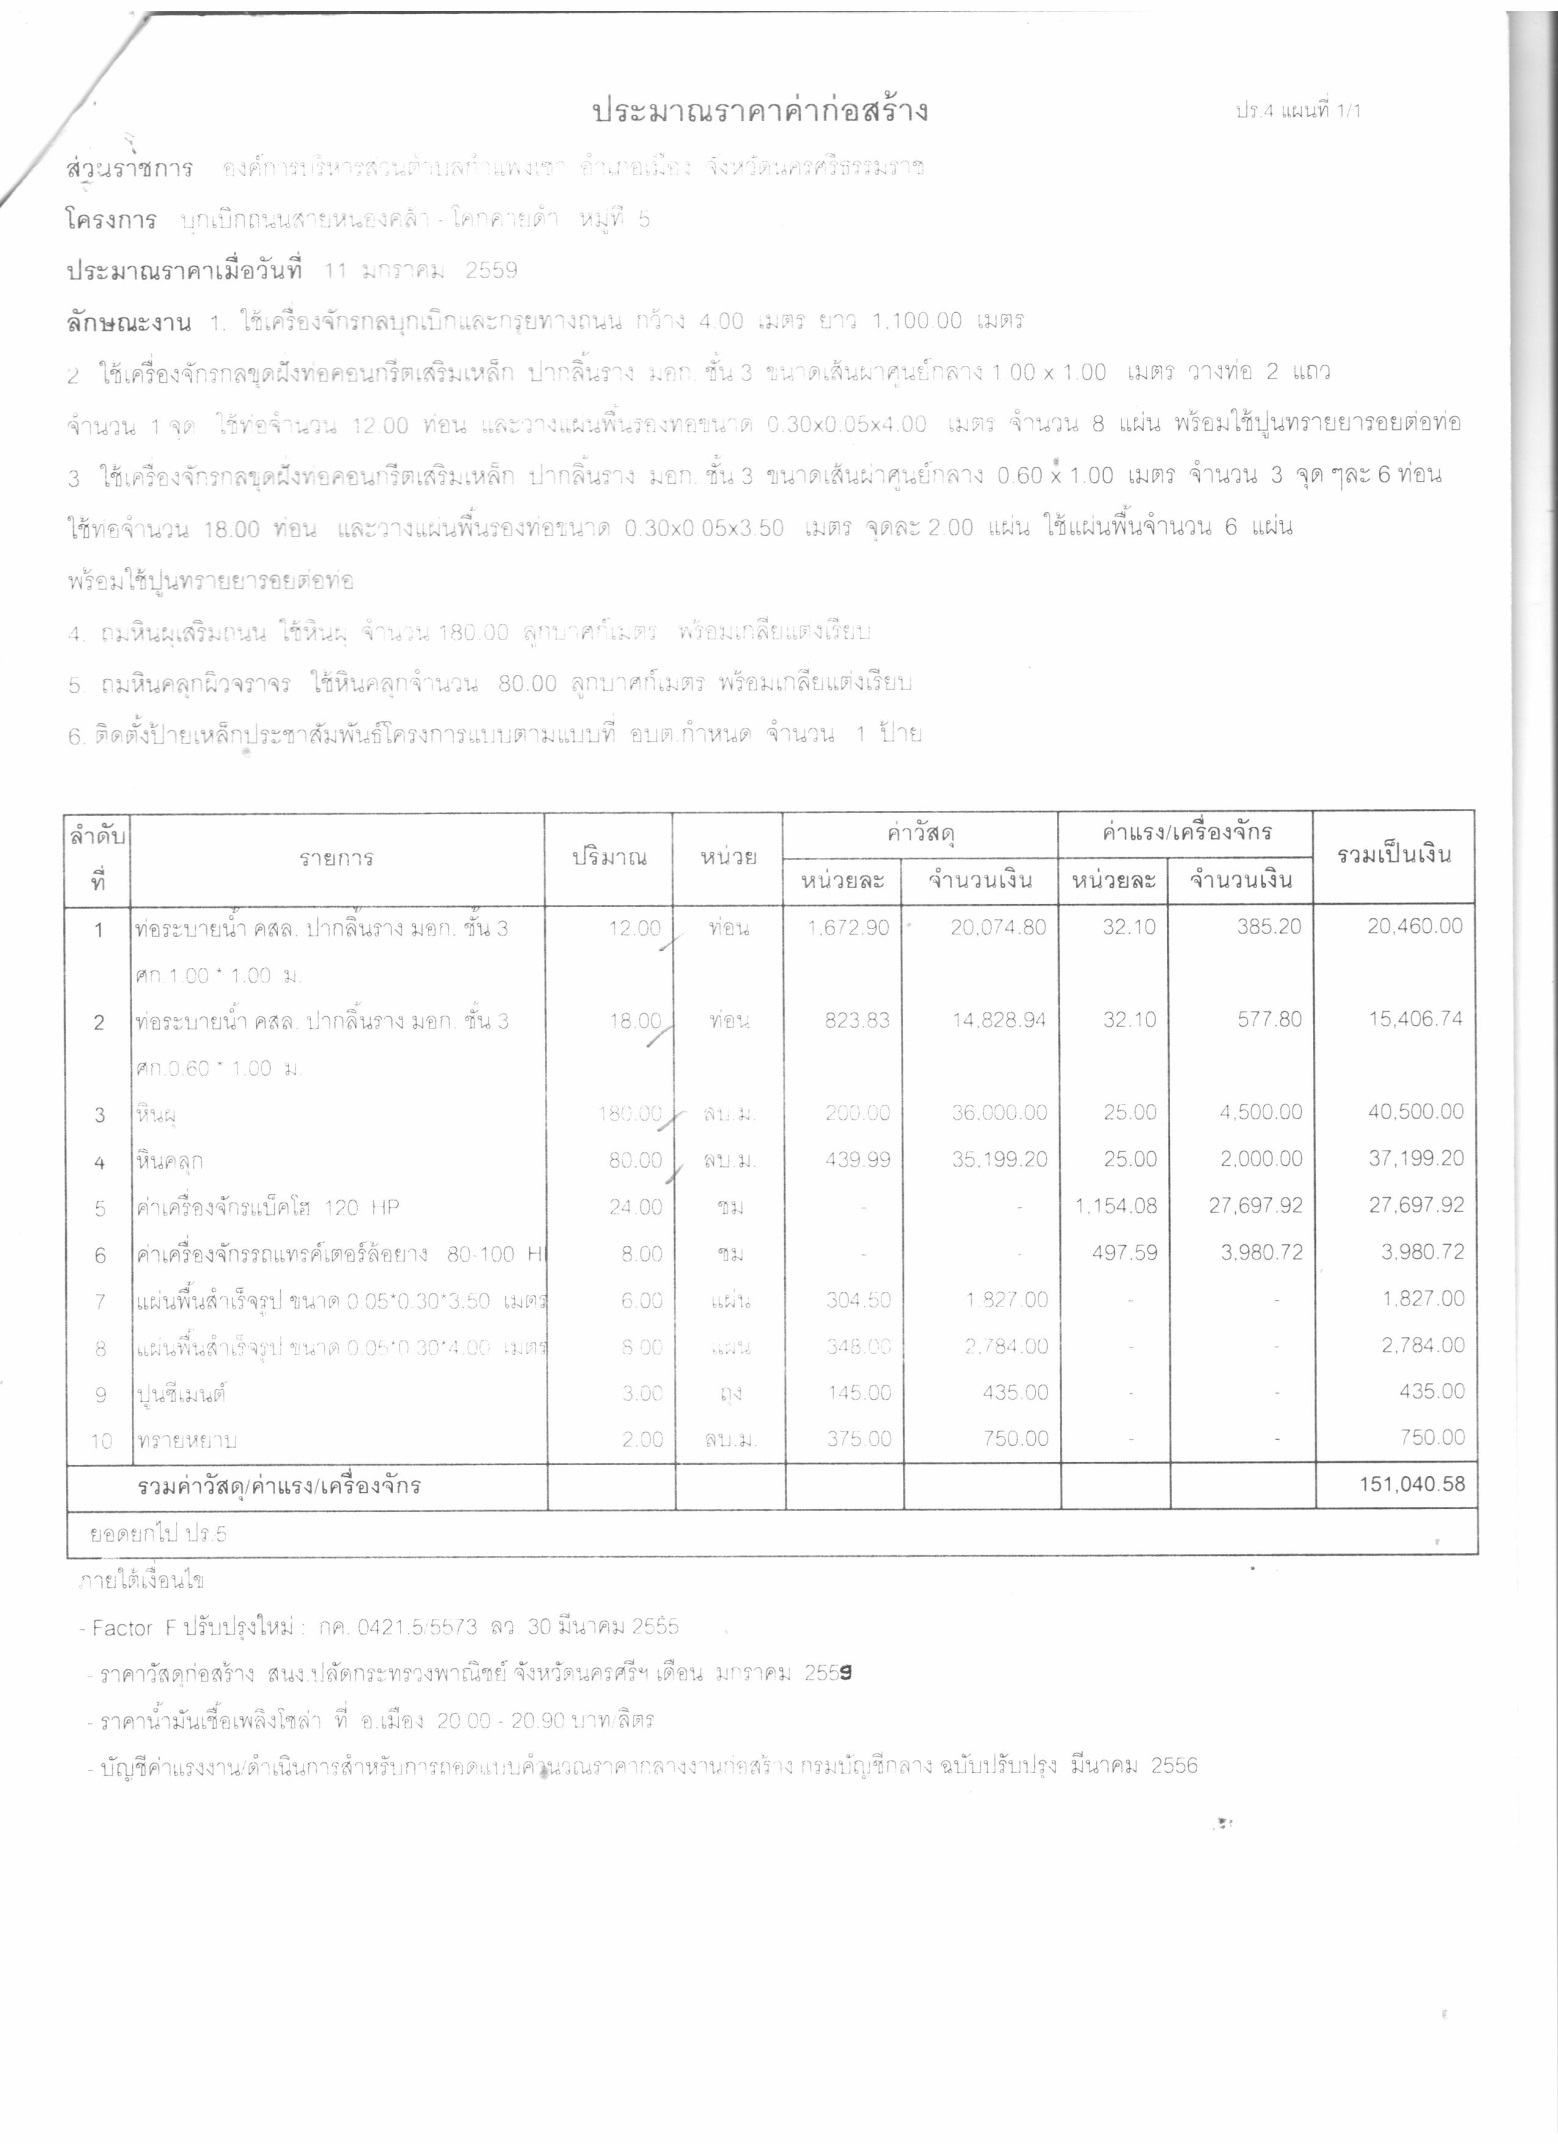 ประมาณราคาค่าก่อสร้าง
ปร.4 แผนที่ 1/1
ส่วนราชการ องค์การบริหารส่วนตำบลกำแพงเซา อำเภอเมือง จังหวัดนครศรีธรรมราช
โครงการ บุกเบิกถนนสายหนองคล้า - โคกคายดำ หมู่ที่ 5
ประมาณราคาเมื่อวันที่ 11 มกราคม 2559
ลักษณะงาน 1. ใช้เครื่องจักรกลบุกเบิกและกรุยทางถนน กว้าง 4.00 เมตร ยาว 1,100.00 เมตร
2 ใช้เครื่องจักรกลขุดฝังท่อคอนกรีตเสริมเหล็ก ปากลิ้นราง มอก. ชั้น 3 ขนาดเส้นผ่าศูนย์กลาง 1.00 x 1.00 เมตร วางท่อ 2 แถว
จำนวน 1 จุด ใช้ท่อจำนวน 12.00 ท่อน และวางแผ่นพื้นรองท่อขนาด 0.30x0.05x4.00 เมตร จำนวน 8 แผ่น พร้อมใช้ปูนทรายยารอยต่อท่อ
3 ใช้เครื่องจักรกลขุดฝังท่อคอนกรีตเสริมเหล็ก ปากลิ้นราง มอก. ชั้น 3 ขนาดเส้นผ่าศูนย์กลาง 0.60 x 1.00 เมตร จำนวน 3 จุด ๆละ 6 ท่อน
ใช้ท่อจำนวน 18.00 ท่อน และวางแผ่นพื้นรองท่อขนาด 0.30x0.05x3.50 เมตร จุดละ 2.00 แผ่น ใช้แผ่นพื้นจำนวน 6 แผ่น
พร้อมใช้ปูนทรายยารอยต่อท่อ
4. ถมหินผุเสริมถนน ใช้หินผุ จำนวน 180.00 ลูกบาศก์เมตร พร้อมเกลี่ยแต่งเรียบ
5. ถมหินคลุกผิวจราจร ใช้หินคลุกจำนวน 80.00 ลูกบาศก์เมตร พร้อมเกลี่ยแต่งเรียบ
6. ติดตั้งป้ายเหล็กประชาสัมพันธ์โครงการแบบตามแบบที่ อบต.กำหนด จำนวน 1 ป้าย
ลำดับที่ รายการ ปริมาณ หน่วย ค่าวัสดุ ค่าแรง/เครื่องจักร รวมเป็นเงิน
หน่วยละ จำนวนเงิน หน่วยละ จำนวนเงิน
1 ท่อระบายน้ำ คสล. ปากลิ้นราง มอก. ชั้น 3 12.00 ท่อน 1,672.90 20,074.80 32.10 385.20 20,460.00
ศก.1.00 * 1.00 ม.
2 ท่อระบายน้ำ คสล. ปากลิ้นราง มอก. ชั้น 3 18.00 ท่อน 823.83 14,828.94 32.10 577.80 15,406.74
ศก.0.60 * 1.00 ม.
3 หินผุ 180.00 ลบ.ม. 200.00 36,000.00 25.00 4,500.00 40,500.00
4 หินคลุก 80.00 ลบ.ม. 439.99 35,199.20 25.00 2,000.00 37,199.20
5 ค่าเครื่องจักรแบ็คโฮ 120 HP 24.00 ชม - - 1,154.08 27,697.92 27,697.92
6 ค่าเครื่องจักรรถแทรค์เตอร์ล้อยาง 80-100 H 8.00 ชม - - 497.59 3,980.72 3,980.72
7 แผ่นพื้นสำเร็จรูป ขนาด 0.05*0.30*3.50 เมตร 6.00 แผ่น 304.50 1,827.00 - - 1,827.00
8 แผ่นพื้นสำเร็จรูป ขนาด 0.05*0.30*4.00 เมตร 8.00 แผ่น 348.00 2,784.00 - - 2,784.00
9 ปูนซีเมนต์ 3.00 ถุง 145.00 435.00 - - 435.00
10 ทรายหยาบ 2.00 ลบ.ม. 375.00 750.00 - - 750.00
รวมค่าวัสดุ/ค่าแรง/เครื่องจักร 151,040.58
ยอดยกไป ปร.5
ภายใต้เงื่อนไข
- Factor F ปรับปรุงใหม่ : กค. 0421.5/5573 ลว. 30 มีนาคม 2555
- ราคาวัสดุก่อสร้าง สนง.ปลัดกระทรวงพาณิชย์ จังหวัดนครศรีฯ เดือน มกราคม 2559
- ราคาน้ำมันเชื้อเพลิงโซล่า ที่ อ.เมือง 20.00 - 20.90 บาท/ลิตร
- บัญชีค่าแรงงาน/ดำเนินการสำหรับการถอดแบบคำนวณราคากลางงานก่อสร้าง กรมบัญชีกลาง ฉบับปรับปรุง มีนาคม 2556